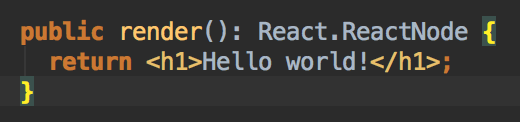 public render(): React.ReactNode {
return <h1>Hello world!</h1>;
}